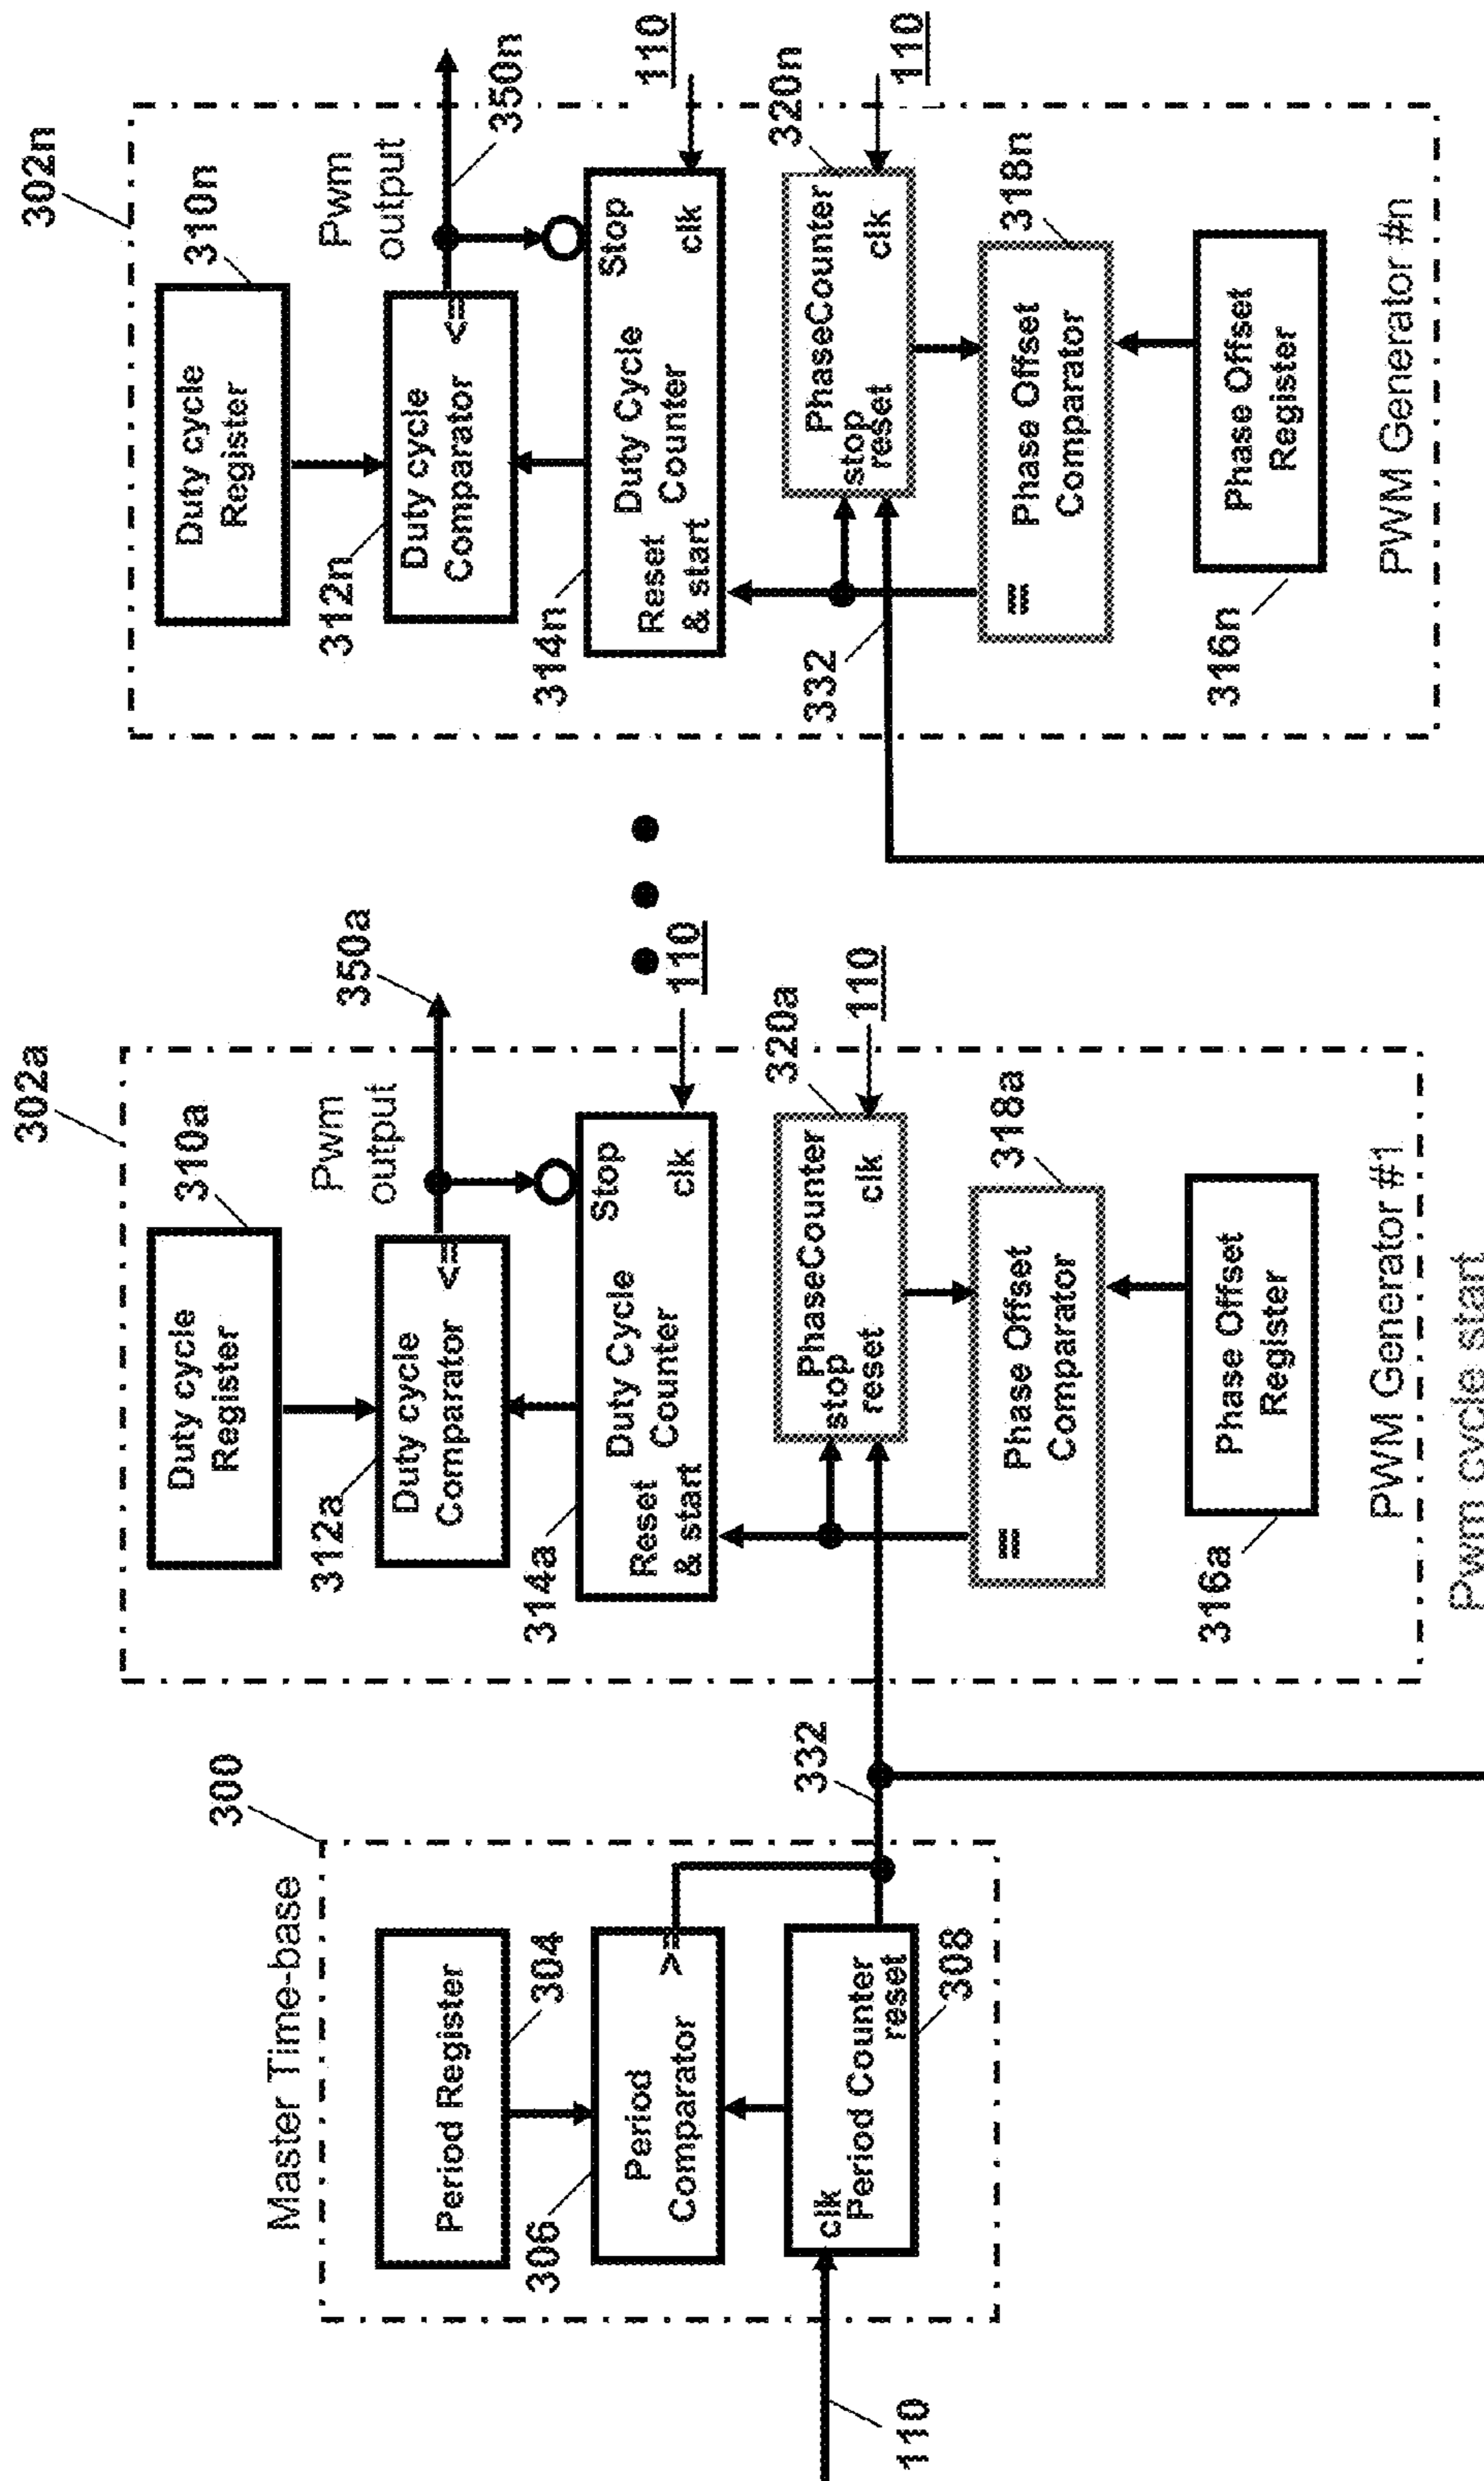 Master Time-base
300
Period Register
304
306
Period
Comparator
>=
clk
Period Counter
reset
308
110
332
302a
310a
Duty cycle
Register
Pwm
output
350a
312a
Duty cycle
Comparator
<=
314a
Reset
& start
Duty Cycle
Counter
Stop
clk
110
320a
PhaseCounter
stop
reset
clk
110
318a
==
Phase Offset
Comparator
316a
Phase Offset
Register
PWM Generator #1
Pwm cycle start
302n
310n
Duty cycle
Register
Pwm
output
350n
312n
Duty cycle
Comparator
<=
314n
Reset
& start
Duty Cycle
Counter
Stop
clk
110
320n
PhaseCounter
stop
reset
clk
110
332
318n
==
Phase Offset
Comparator
316n
Phase Offset
Register
PWM Generator #n